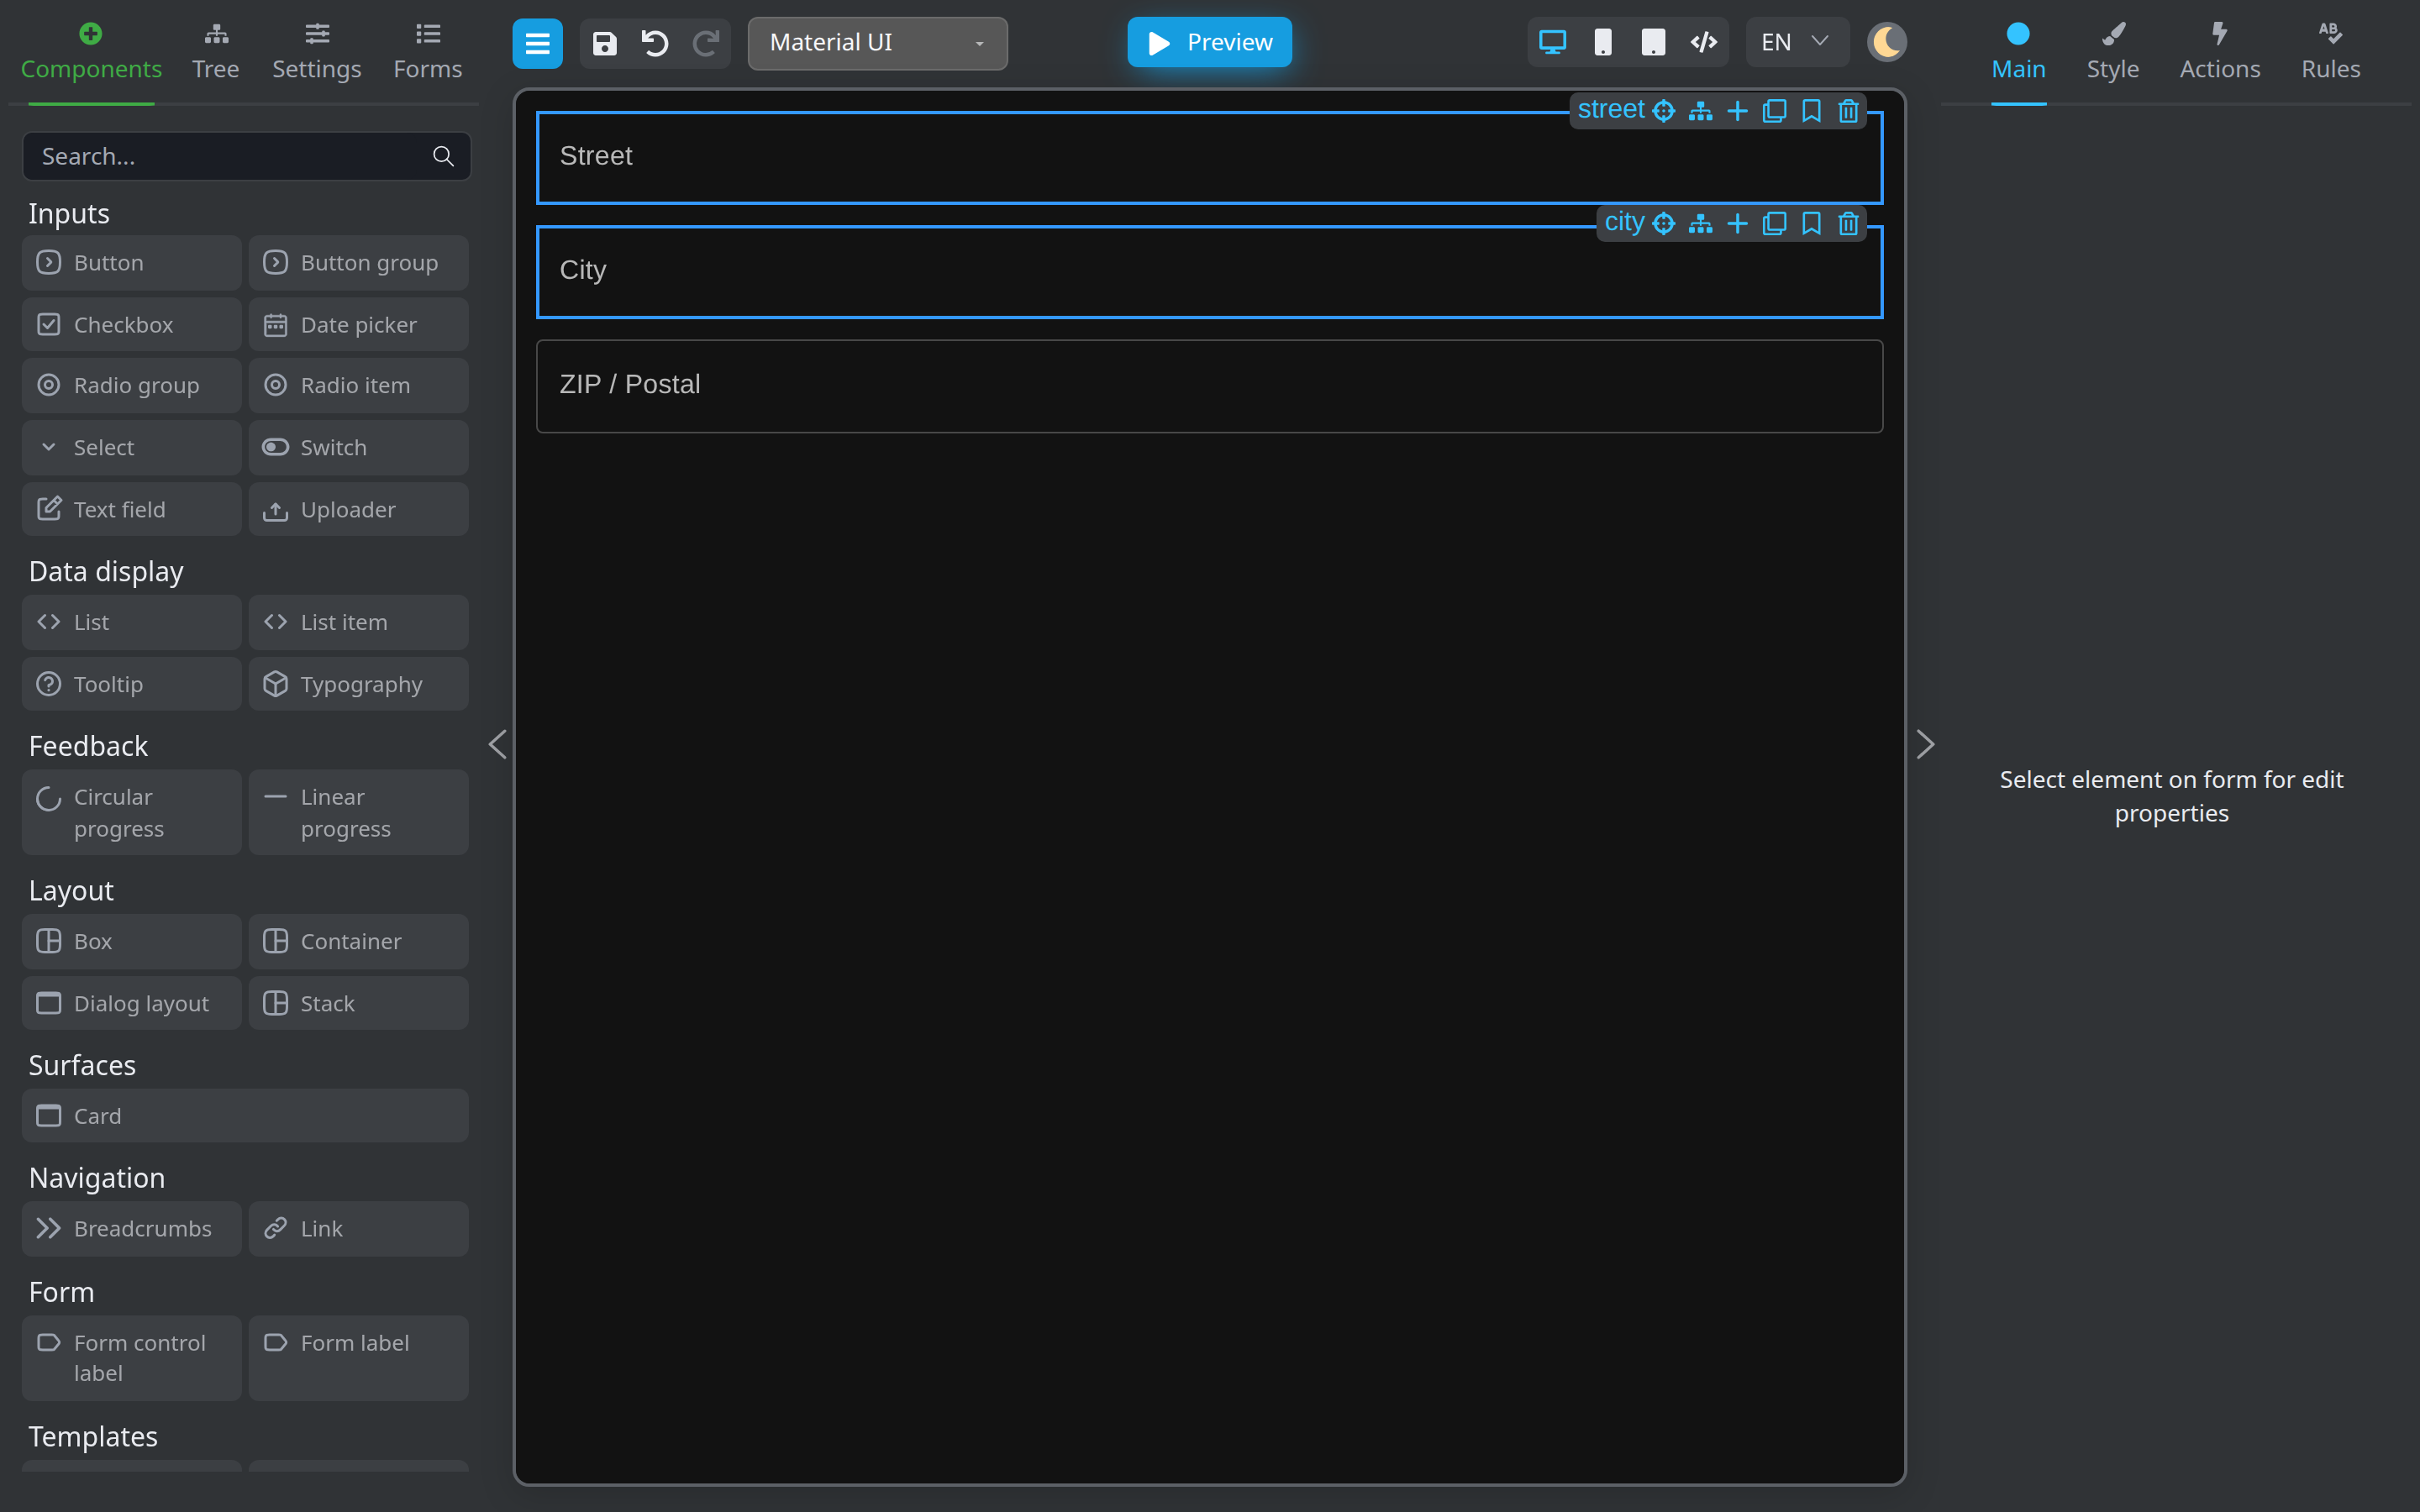 Components
Tree
Settings
Forms
Material UI
Preview
EN
Main
Style
Actions
AB
Rules
Search...
Inputs
Button
Button group
Checkbox
Date picker
Radio group
Radio item
Select
Switch
Text field
Uploader
Data display
List
List item
Tooltip
Typography
Feedback
Circular
progress
Linear
progress
Layout
Box
Container
Dialog layout
Stack
Surfaces
Card
Navigation
Breadcrumbs
Link
Form
Form control
label
Form label
Templates
street
Street
city
City
ZIP / Postal
Select element on form for edit
properties